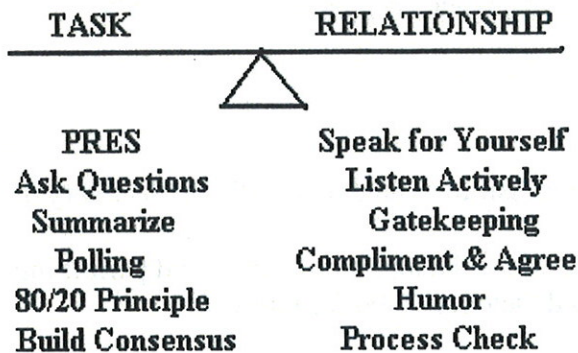 TASK RELATIONSHIP
PRES Speak for Yourself
Ask Questions Listen Actively
Summarize Gatekeeping
Polling Compliment & Agree
80/20 Principle Humor
Build Consensus Process Check